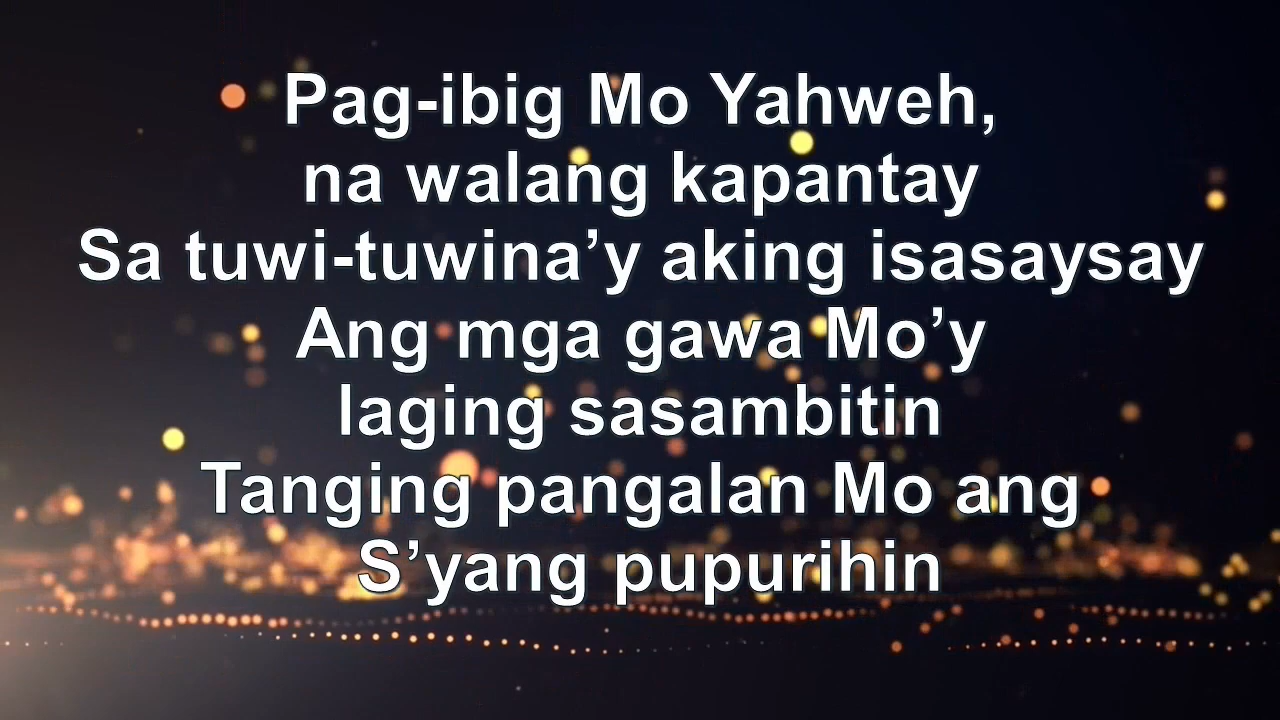 Pag-ibig Mo Yahweh,
na walang kapantay
Sa tuwi-tuwina’y aking isasaysay
Ang mga gawa Mo’y
laging sasambitin
Tanging pangalan Mo ang
S’yang pupurihin